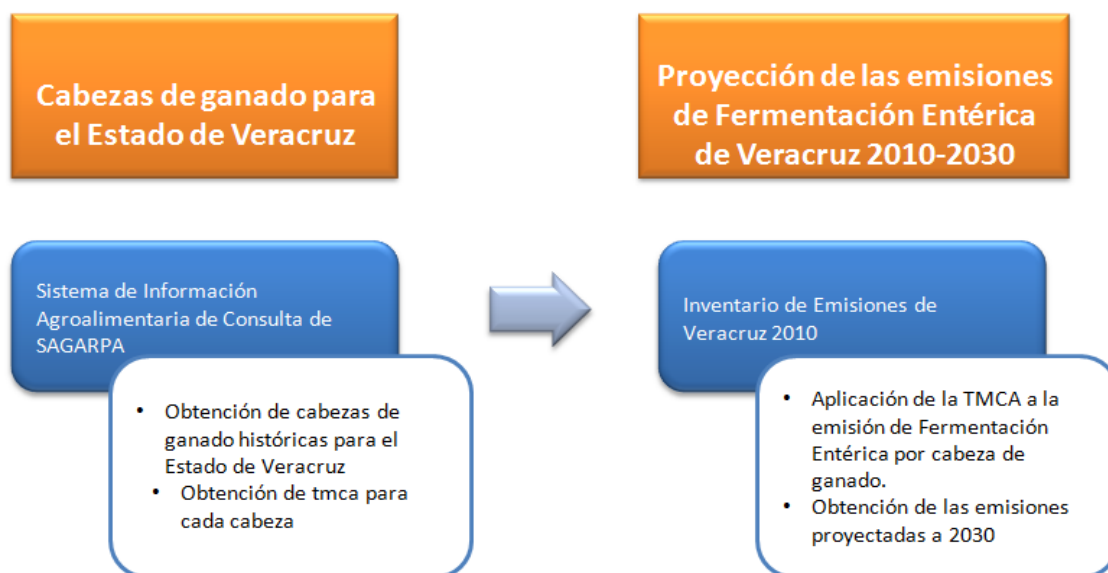 Cabezas de ganado para
el Estado de Veracruz
Sistema de Información
Agroalimentaria de Consulta de
SAGARPA
• Obtención de cabezas de
ganado históricas para el
Estado de Veracruz
• Obtención de tmca para
cada cabeza
Proyección de las emisiones
de Fermentación Entérica
de Veracruz 2010-2030
Inventario de Emisiones de
Veracruz 2010
• Aplicación de la TMCA a la
emisión de Fermentación
Entérica por cabeza de
ganado.
• Obtención de las emisiones
proyectadas a 2030